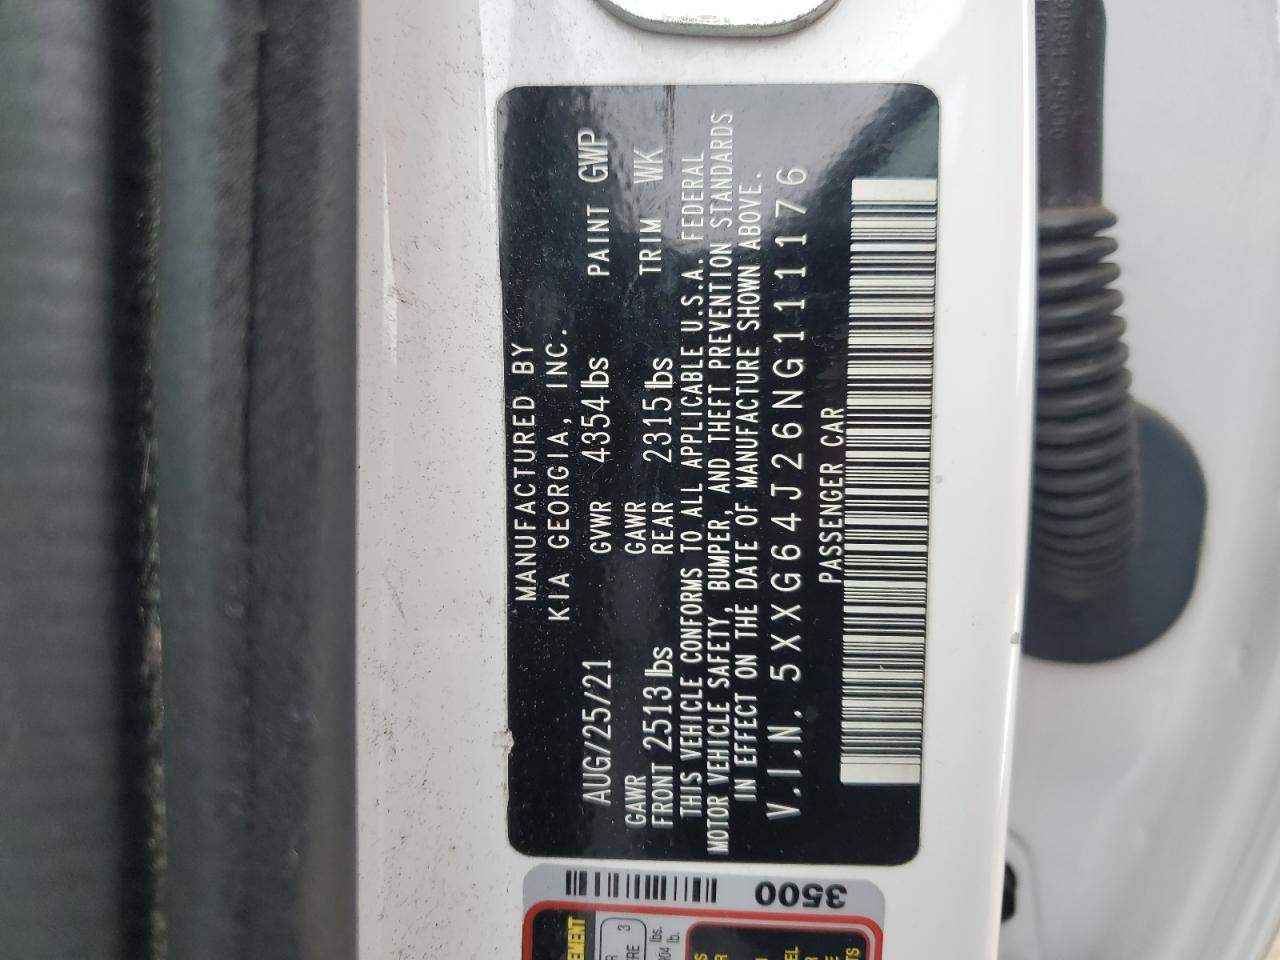 MANUFACTURED BY
KIA GEORGIA, INC.
AUG/25/21 GVWR 4354 lbs PAINT GWP
GAWR GAWR
FRONT 2513 lbs REAR 2315 lbs TRIM WK
THIS VEHICLE CONFORMS TO ALL APPLICABLE U.S.A. FEDERAL
MOTOR VEHICLE SAFETY, BUMPER, AND THEFT PREVENTION STANDARDS
IN EFFECT ON THE DATE OF MANUFACTURE SHOWN ABOVE.
V.I.N. 5XXG64J26NG111176
PASSENGER CAR
3500